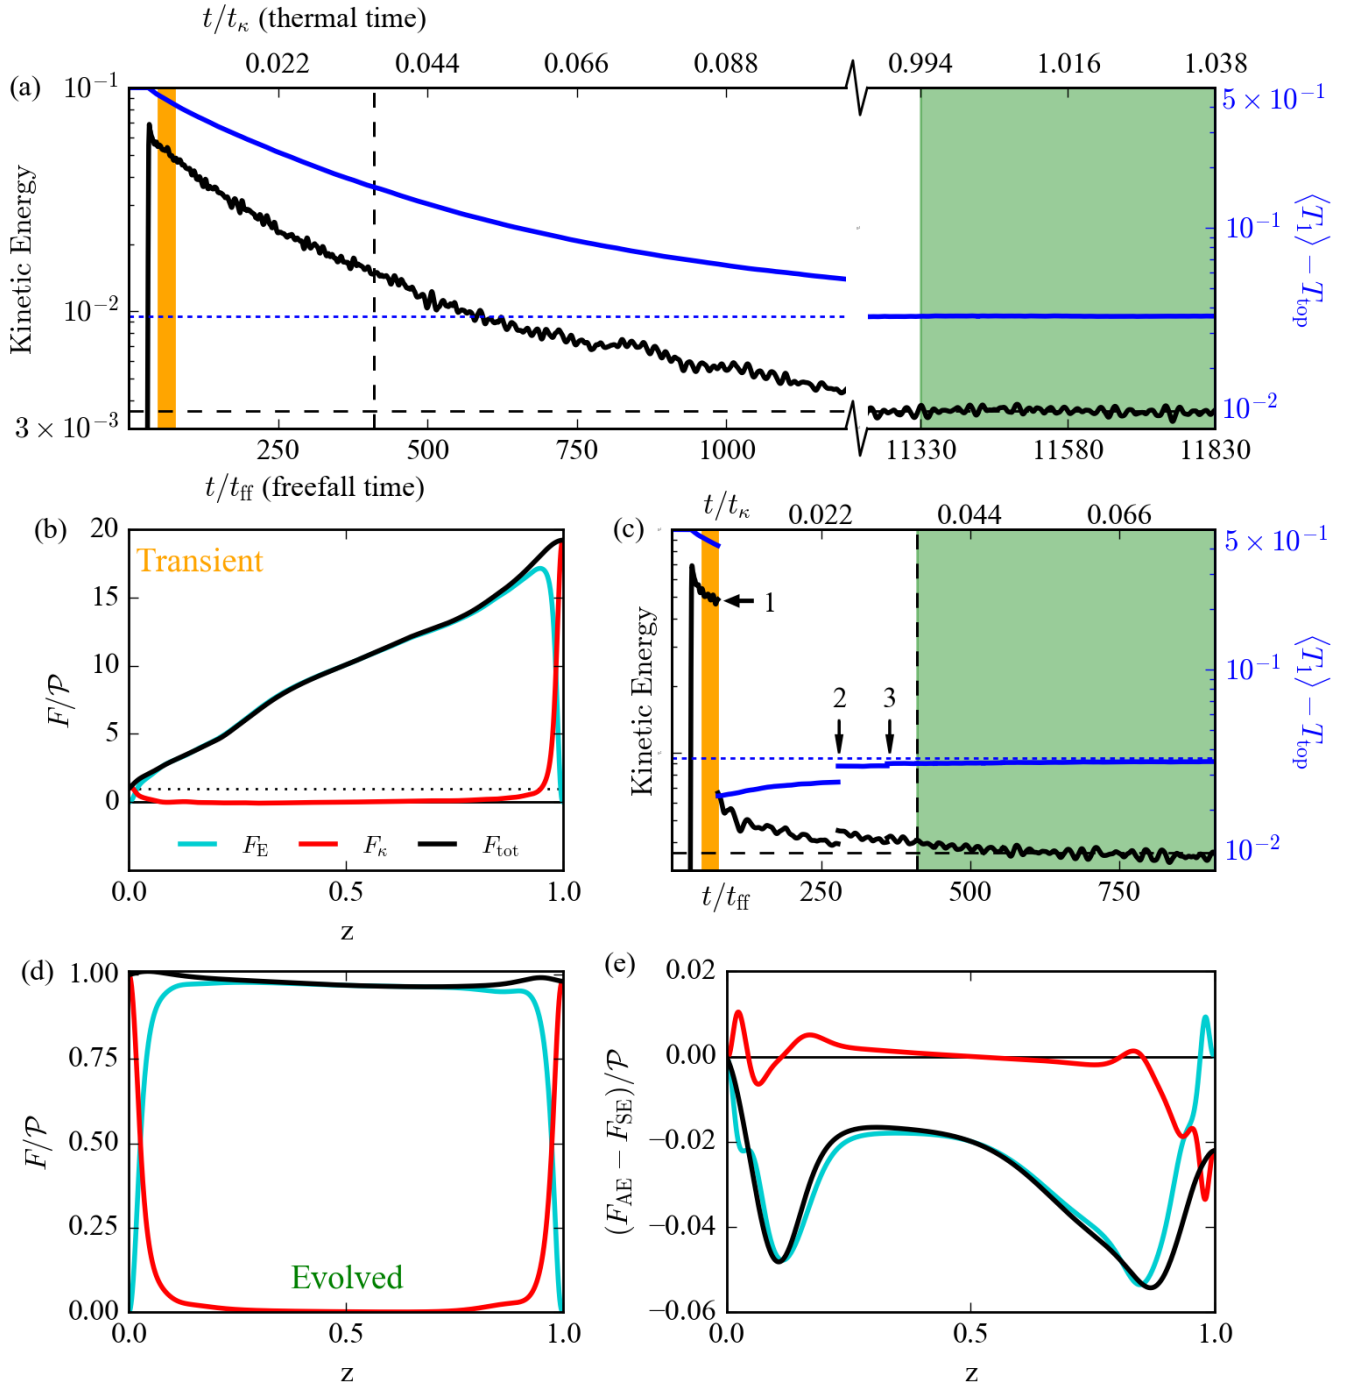 t/t_κ (thermal time)
0.022 0.044 0.066 0.088 0.994 1.016 1.038
(a)
10^{-1}
10^{-2}
3 × 10^{-3}
Kinetic Energy
5 × 10^{-1}
10^{-1}
10^{-2}
⟨T_1⟩ − T_top
250 500 750 1000 11330 11580 11830
t/t_ff (freefall time)
(b)
20
15
10
5
0
F/𝒫
Transient
F_E F_κ F_tot
0.0 0.5 1.0
z
(c)
t/t_κ 0.022 0.044 0.066
Kinetic Energy
1
2
3
5 × 10^{-1}
10^{-1}
10^{-2}
⟨T_1⟩ − T_top
t/t_ff 250 500 750
(d)
1.00
0.75
0.50
0.25
0.00
F/𝒫
Evolved
0.0 0.5 1.0
z
(e)
0.02
0.00
−0.02
−0.04
−0.06
(F_AE − F_SE)/𝒫
0.0 0.5 1.0
z